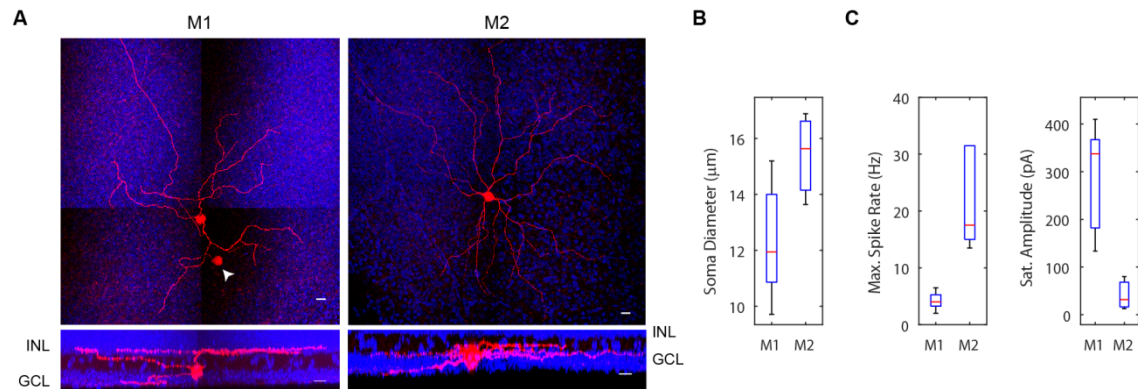 A
M1
M2
INL
GCL
INL
GCL
B
Soma Diameter (μm)
16
14
12
10
M1 M2
C
Max. Spike Rate (Hz)
40
30
20
10
0
M1 M2
Sat. Amplitude (pA)
400
300
200
100
0
M1 M2